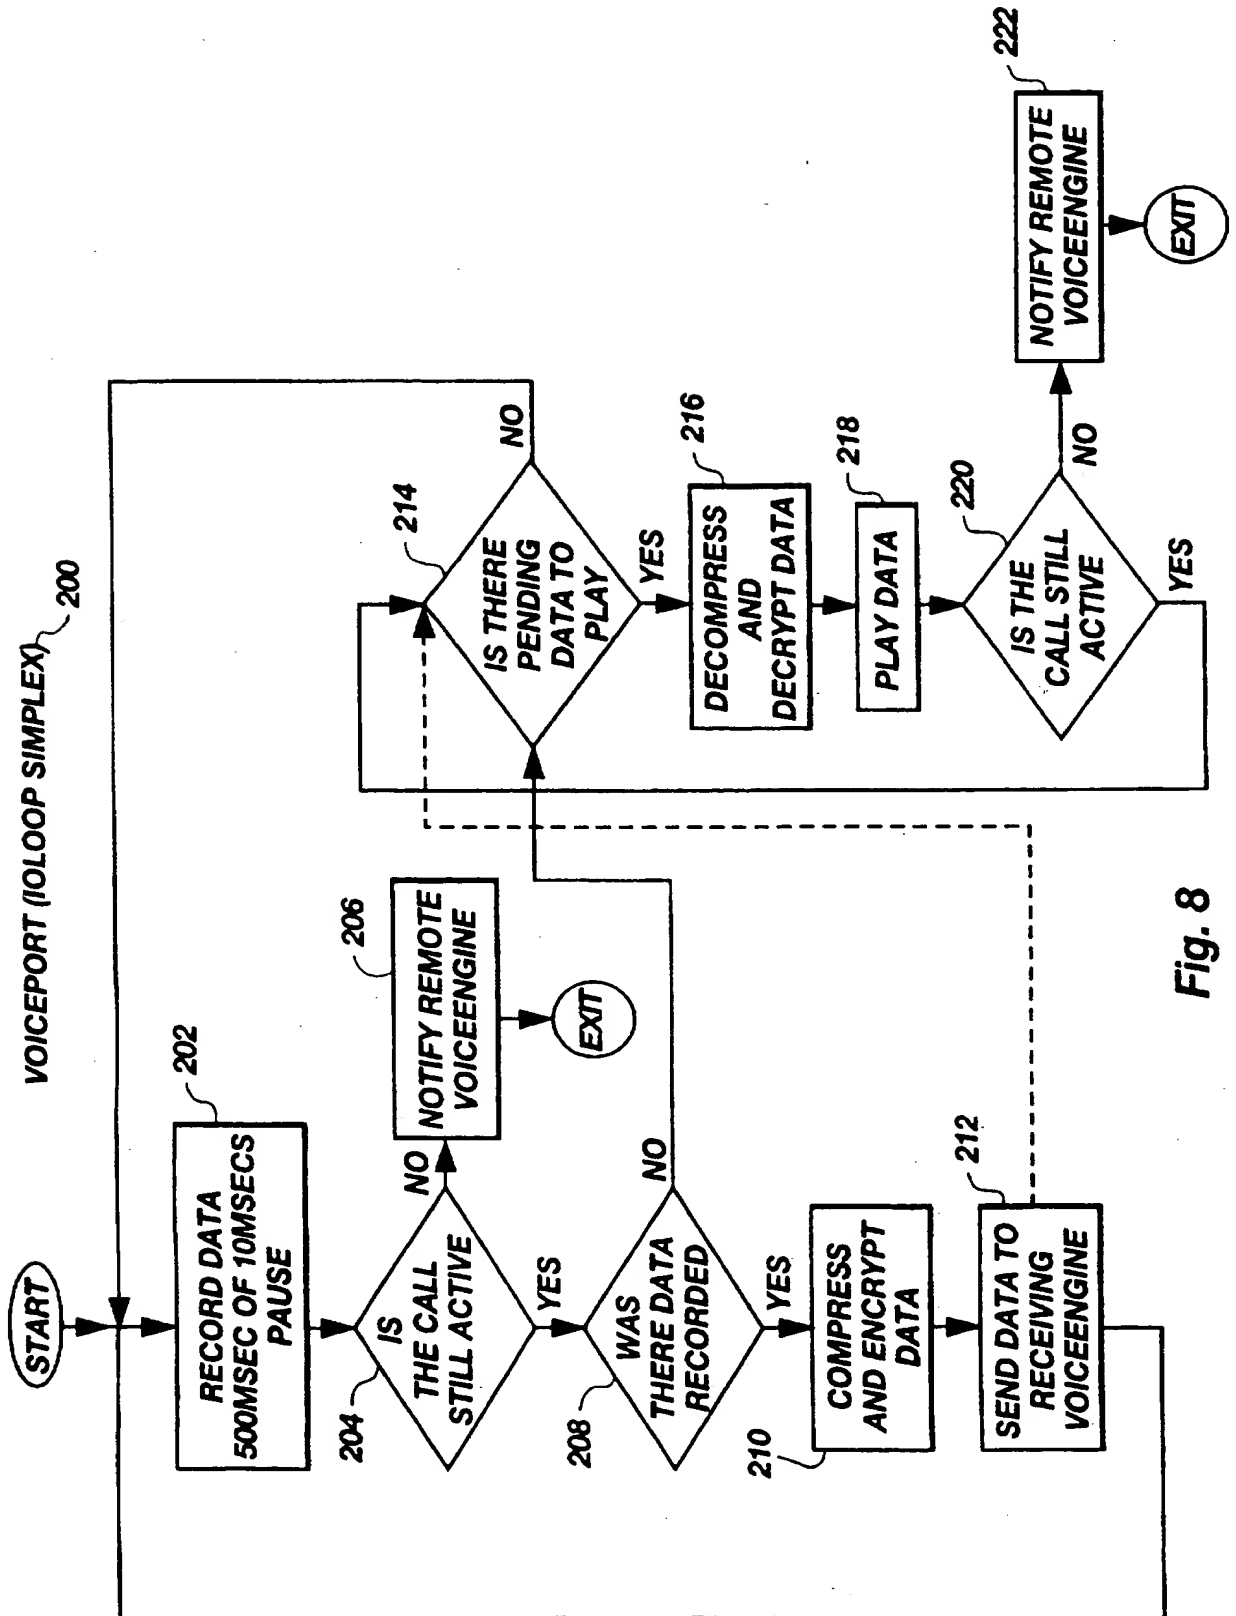 VOICEPORT (IOLOOP SIMPLEX) 200
START
202
RECORD DATA
500MSEC OF 10MSECS
PAUSE
204
IS
THE CALL
STILL ACTIVE
NO
206
NOTIFY REMOTE
VOICEENGINE
EXIT
YES
208
WAS
THERE DATA
RECORDED
NO
YES
210
COMPRESS
AND ENCRYPT
DATA
212
SEND DATA TO
RECEIVING
VOICEENGINE
214
IS THERE
PENDING
DATA TO
PLAY
NO
YES
216
DECOMPRESS
AND
DECRYPT DATA
218
PLAY DATA
220
IS THE
CALL STILL
ACTIVE
NO
YES
222
NOTIFY REMOTE
VOICEENGINE
EXIT
Fig. 8